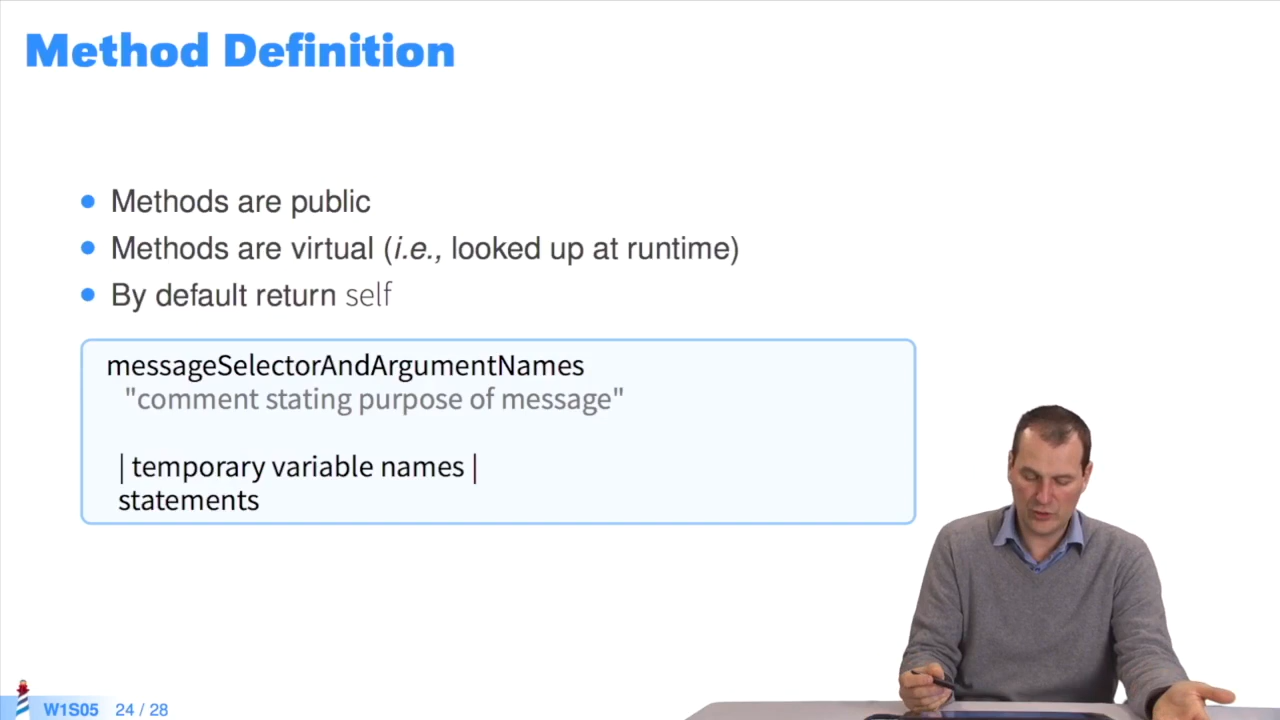 Method Definition
Methods are public
Methods are virtual (i.e., looked up at runtime)
By default return self
messageSelectorAndArgumentNames
"comment stating purpose of message"
| temporary variable names |
statements
W1S05 24 / 28